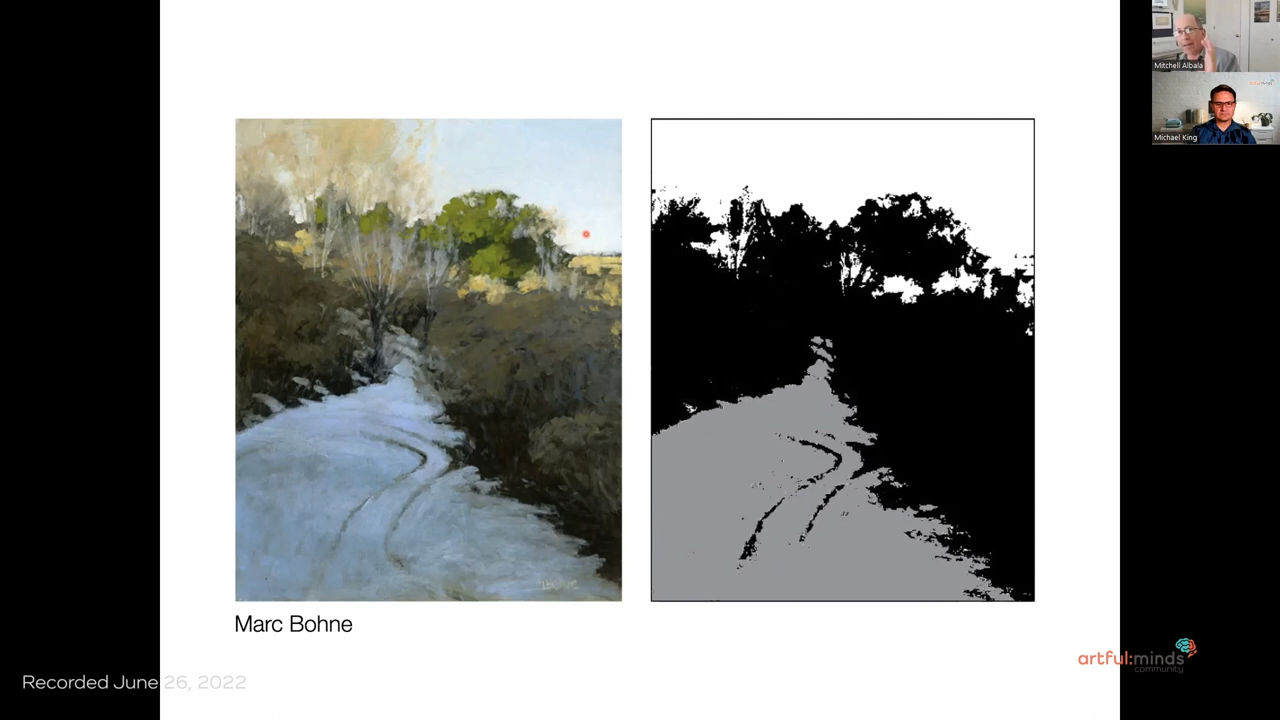 Mitchell Albala
Michael King
Marc Bohne
artful:minds
community
Recorded June 26, 2022